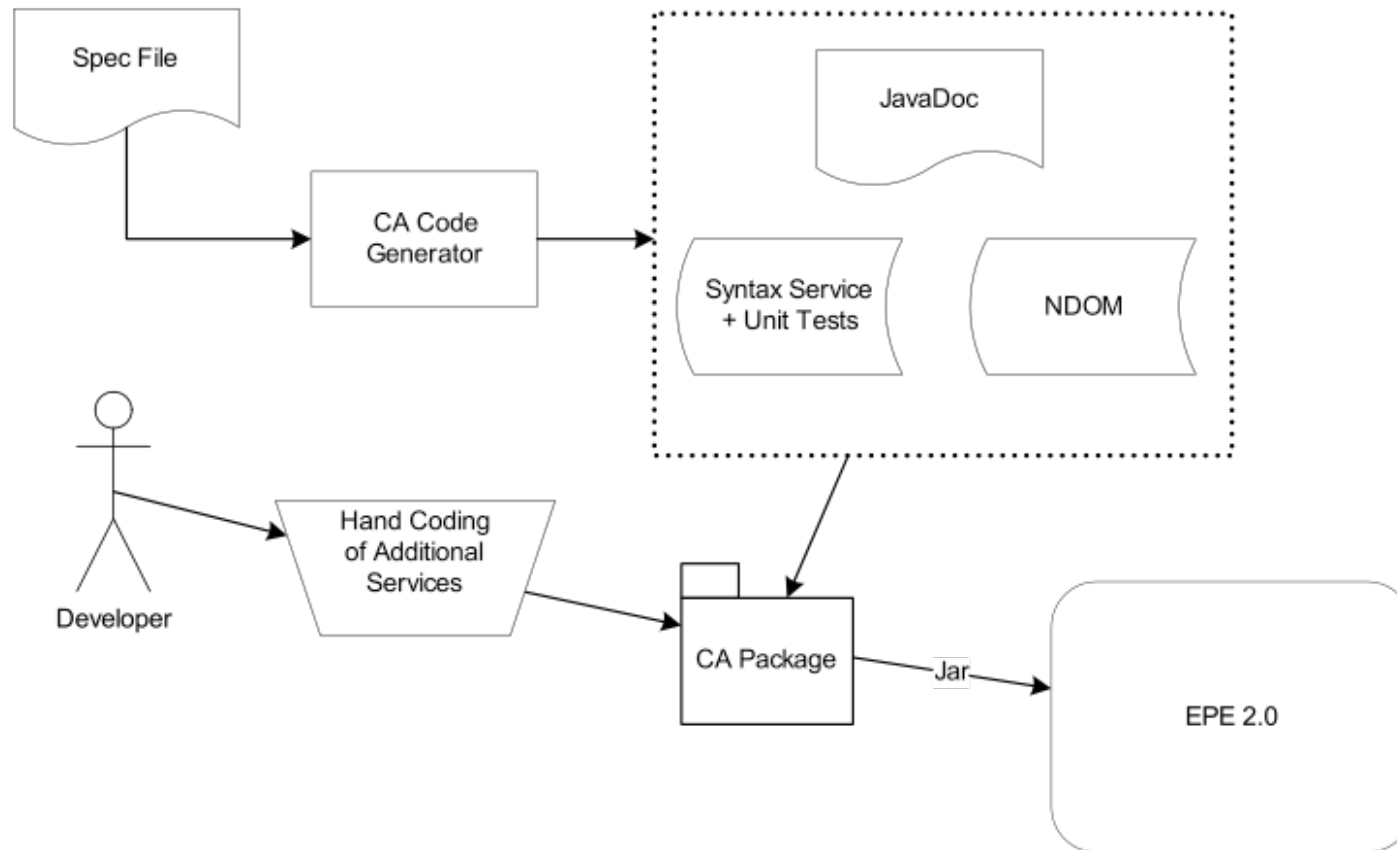 Spec File
JavaDoc
CA Code
Generator
Syntax Service
+ Unit Tests
NDOM
Hand Coding
of Additional
Services
Developer
CA Package
Jar
EPE 2.0